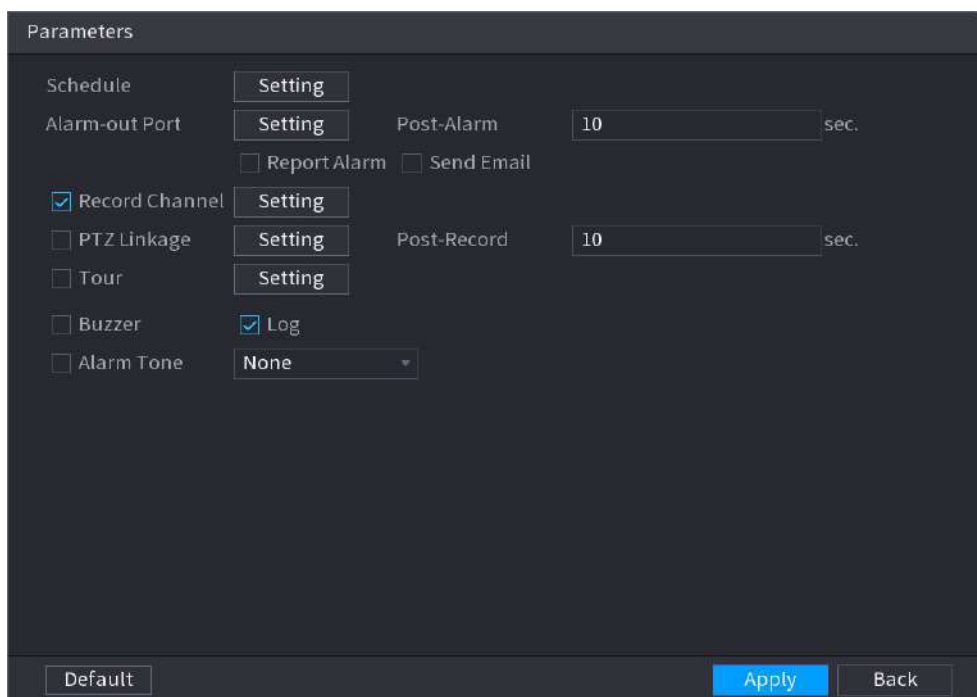 Parameters
Schedule Setting
Alarm-out Port Setting Post-Alarm 10 sec.
Report Alarm Send Email
Record Channel Setting
PTZ Linkage Setting Post-Record 10 sec.
Tour Setting
Buzzer Log
Alarm Tone None
Default Apply Back